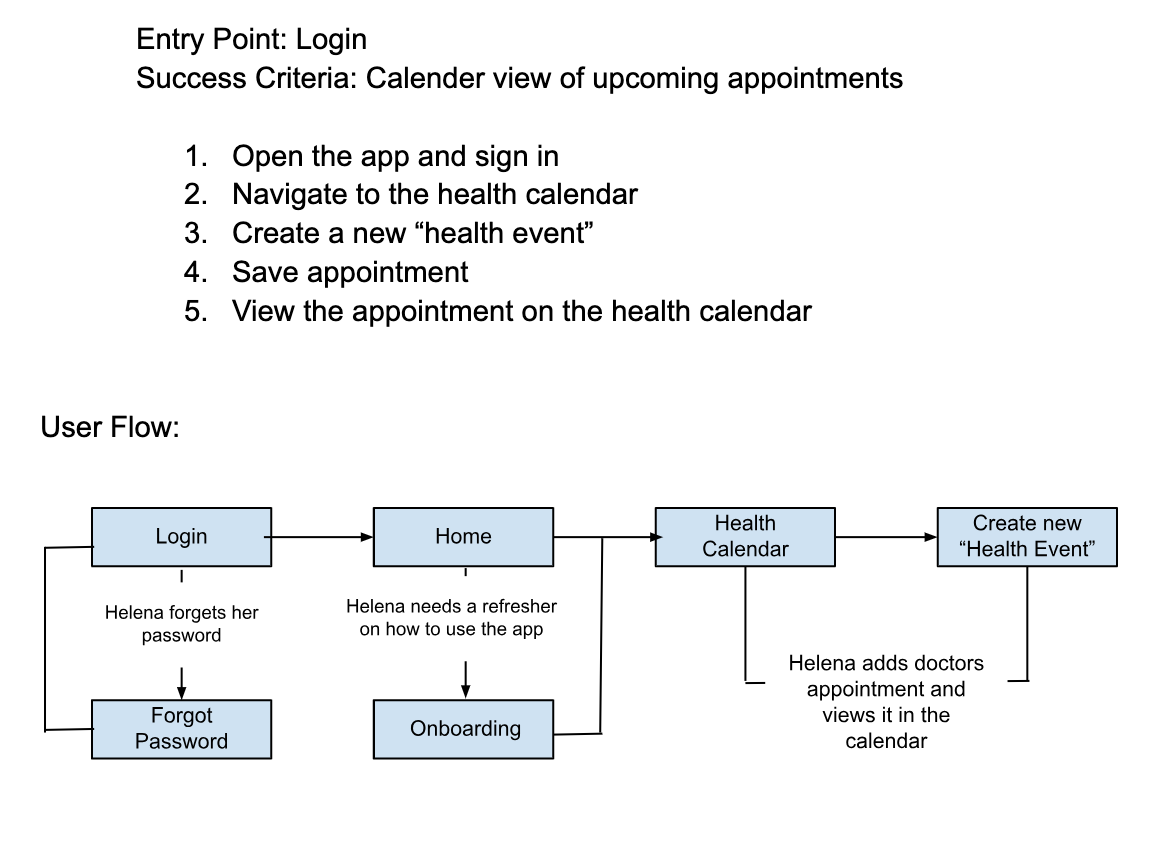 Entry Point: Login
Success Criteria: Calender view of upcoming appointments
1. Open the app and sign in
2. Navigate to the health calendar
3. Create a new “health event”
4. Save appointment
5. View the appointment on the health calendar
User Flow:
Login
Home
Health
Calendar
Create new
“Health Event”
Helena forgets her
password
Helena needs a refresher
on how to use the app
Helena adds doctors
appointment and
views it in the
calendar
Forgot
Password
Onboarding